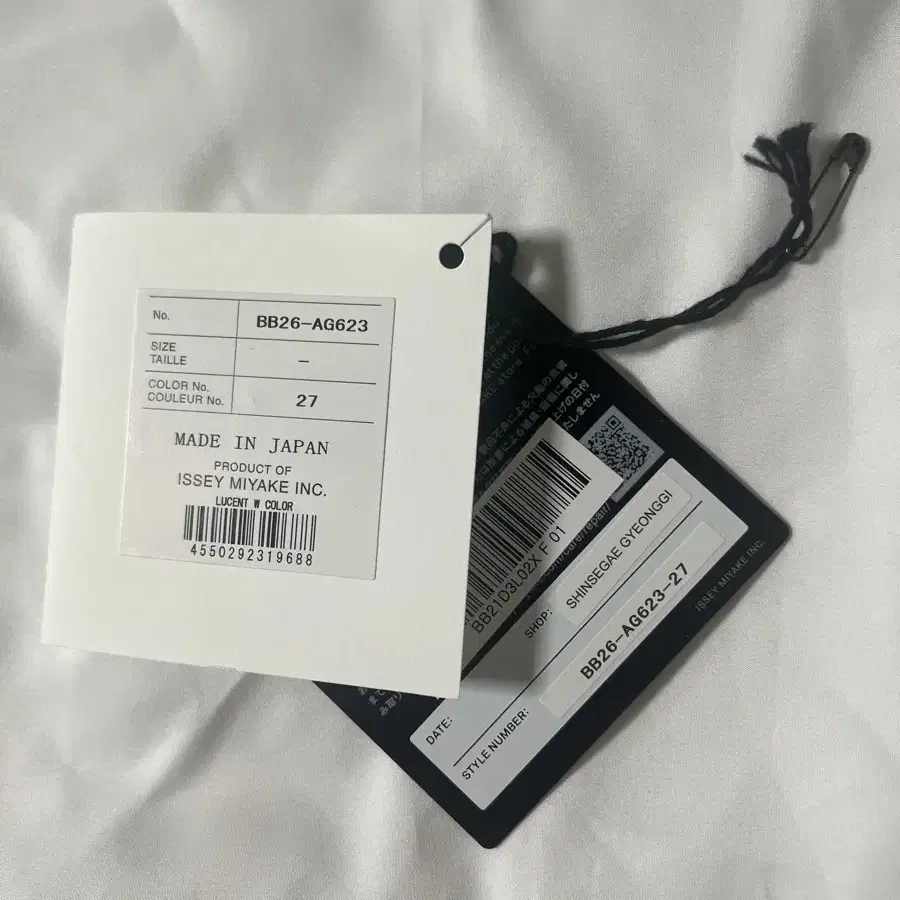 No. BB26-AG623
SIZE
TAILLE
–
COLOR No.
COULEUR No.
27
MADE IN JAPAN
PRODUCT OF
ISSEY MIYAKE INC.
LUCENT W COLOR
4550292319688
BB21D3L02X F 01
SHOP: SHINSEGAE GYEONGGI
DATE:
STYLE NUMBER: BB26-AG623-27
ISSEY MIYAKE INC.